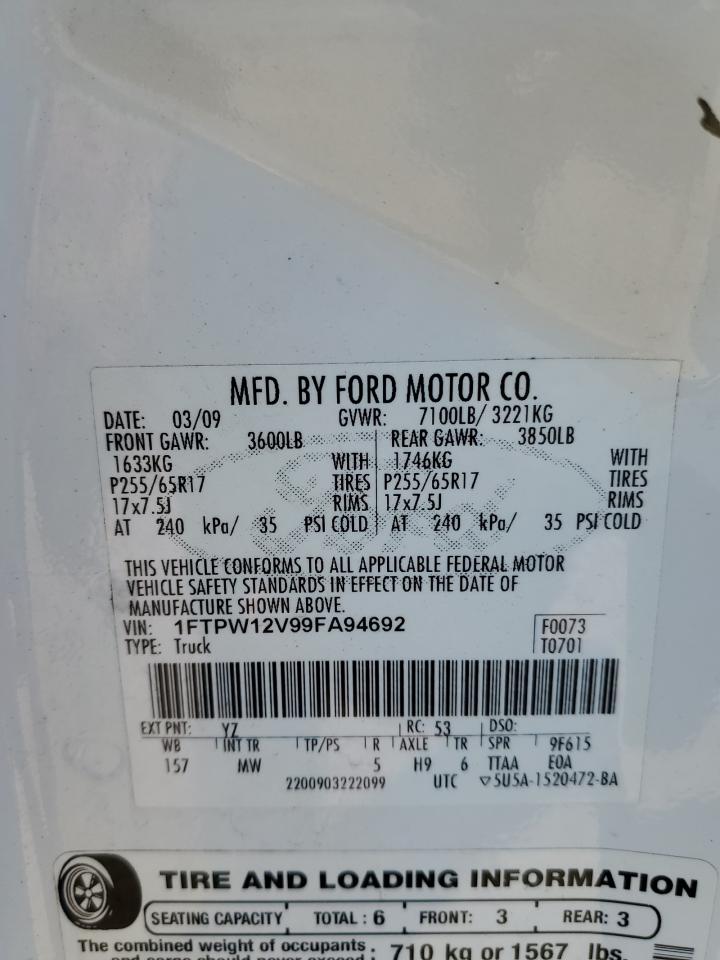 MFD. BY FORD MOTOR CO.
DATE: 03/09 GVWR: 7100LB/ 3221KG
FRONT GAWR: 3600LB REAR GAWR: 3850LB
1633KG WITH 1746KG WITH
P255/65R17 TIRES P255/65R17 TIRES
17x7.5J RIMS 17x7.5J RIMS
AT 240 kPa/ 35 PSI COLD AT 240 kPa/ 35 PSI COLD
THIS VEHICLE CONFORMS TO ALL APPLICABLE FEDERAL MOTOR
VEHICLE SAFETY STANDARDS IN EFFECT ON THE DATE OF
MANUFACTURE SHOWN ABOVE.
VIN: 1FTPW12V99FA94692 F0073
TYPE: Truck T0701
EXT PNT: YZ RC: 53 DSO:
WB INT TR TP/PS R AXLE TR SPR 9F615
157 MW 5 H9 6 TTAA EOA
2200903222099 UTC ▽5U5A-1520472-BA
TIRE AND LOADING INFORMATION
SEATING CAPACITY TOTAL : 6 FRONT: 3 REAR: 3
The combined weight of occupants 710 kg or 1567 lbs.
and cargo should never exceed :